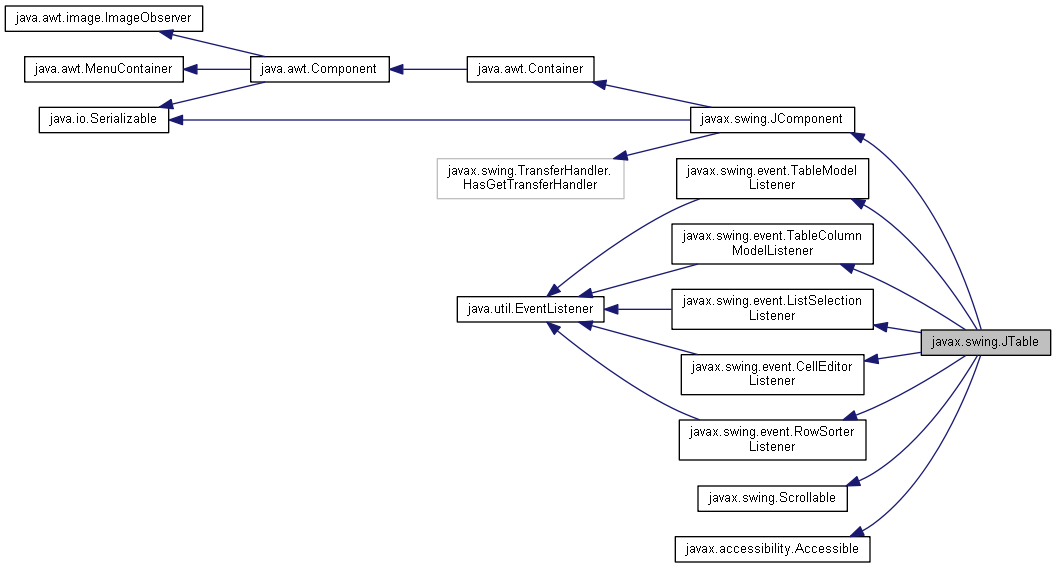 java.awt.image.ImageObserver
java.awt.MenuContainer
java.awt.Component
java.awt.Container
java.io.Serializable
javax.swing.JComponent
javax.swing.TransferHandler.
HasGetTransferHandler
javax.swing.event.TableModel
Listener
javax.swing.event.TableColumn
ModelListener
java.util.EventListener
javax.swing.event.ListSelection
Listener
javax.swing.JTable
javax.swing.event.CellEditor
Listener
javax.swing.event.RowSorter
Listener
javax.swing.Scrollable
javax.accessibility.Accessible